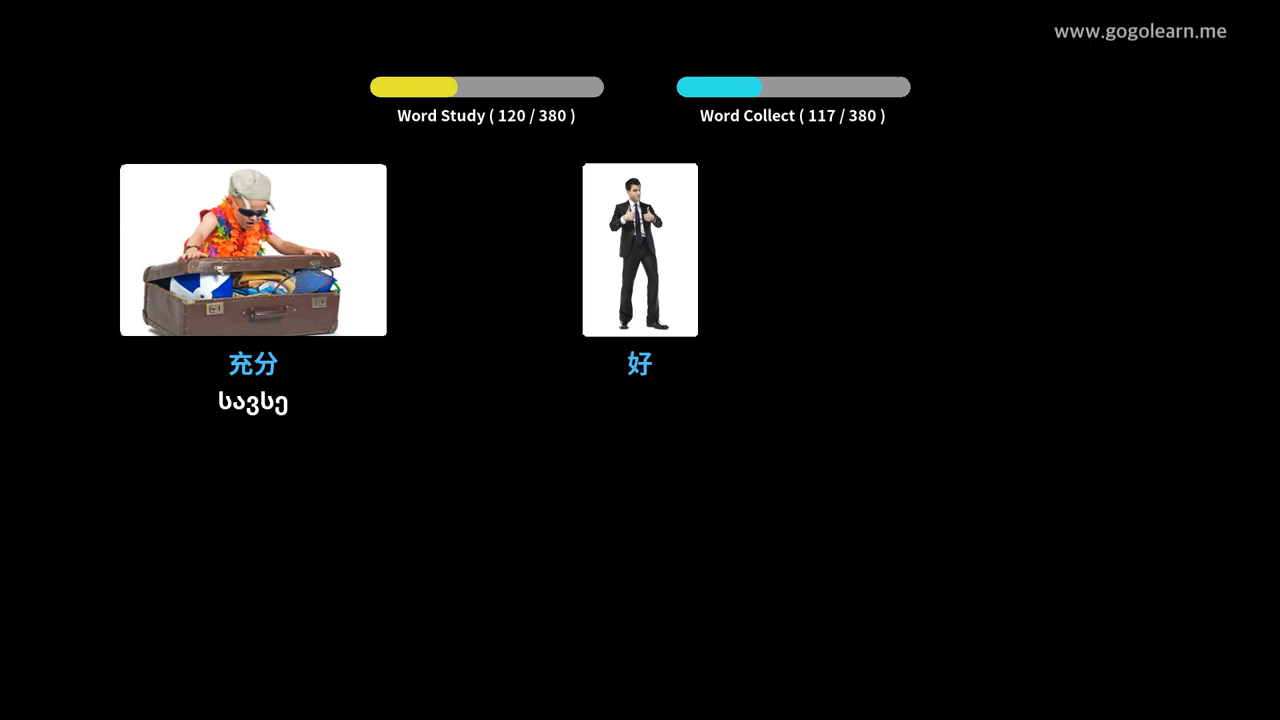 www.gogolearn.me
Word Study ( 120 / 380 )
Word Collect ( 117 / 380 )
充分
好
სავსე